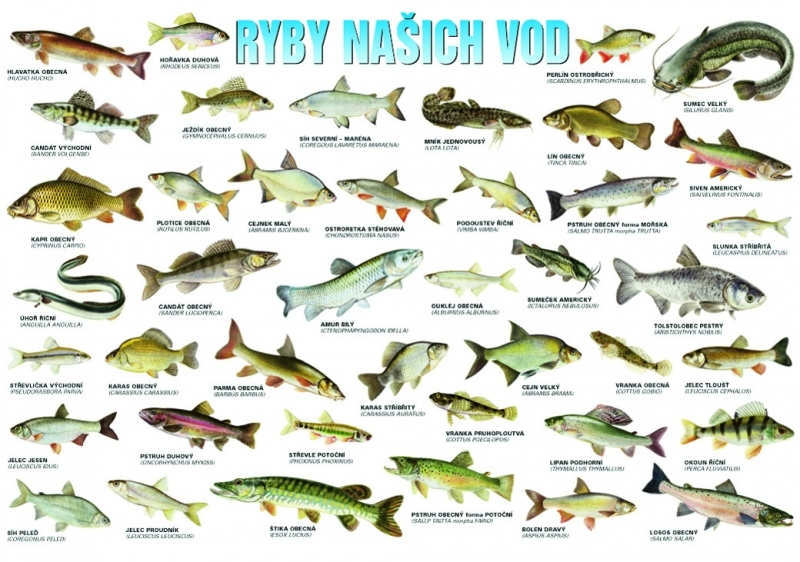 RYBY NAŠICH VOD
HLAVATKA OBECNÁ
(HUCHO HUCHO)
HOŘAVKA DUHOVÁ
(RHODEUS SERICEUS)
PERLÍN OSTROBŘICHÝ
(SCARDINIUS ERYTHROPHTHALMUS)
SUMEC VELKÝ
(SILURUS GLANIS)
CANDÁT VÝCHODNÍ
(SANDER VOLGENSE)
JEŽDÍK OBECNÝ
(GYMNOCEPHALUS CERNUUS)
SÍH SEVERNÍ – MARÉNA
(COREGOUS LAVARETUS MARAENA)
MNÍK JEDNOVOUSÝ
(LOTA LOTA)
LÍN OBECNÝ
(TINCA TINCA)
SIVEN AMERICKÝ
(SALVELINUS FONTINALIS)
KAPR OBECNÝ
(CYPRINUS CARPIO)
PLOTICE OBECNÁ
(RUTILUS RUTILUS)
CEJNEK MALÝ
(ABRAMIS BJOERKNA)
OSTRORETKA STĚHOVAVÁ
(CHONDROSTOMA NASUS)
PODOUSTEV ŘÍČNÍ
(VIMBA VIMBA)
PSTRUH OBECNÝ forma MOŘSKÁ
(SALMO TRUTTA morpha TRUTTA)
SLUNKA STŘÍBŘITÁ
(LEUCASPIUS DELINEATUS)
ÚHOŘ ŘÍČNÍ
(ANGUILLA ANGUILLA)
CANDÁT OBECNÝ
(SANDER LUCIOPERCA)
AMUR BÍLÝ
(CTENOPHARYNGODON IDELLA)
OUKLEJ OBECNÁ
(ALBURNUS ALBURNUS)
SUMEČEK AMERICKÝ
(ICTALURUS NEBULOSUS)
TOLSTOLOBEC PESTRÝ
(ARISTICHTHYS NOBILIS)
STŘEVLIČKA VÝCHODNÍ
(PSEUDORASBORA PARVA)
KARAS OBECNÝ
(CARASSIUS CARASSIUS)
PARMA OBECNÁ
(BARBUS BARBUS)
KARAS STŘÍBŘITÝ
(CARASSIUS AURATUS)
CEJN VELKÝ
(ABRAMIS BRAMA)
VRANKA OBECNÁ
(COTTUS GOBIO)
JELEC TLOUŠŤ
(LEUCISCUS CEPHALUS)
JELEC JESEN
(LEUCISCUS IDUS)
PSTRUH DUHOVÝ
(ONCORHYNCHUS MYKISS)
STŘEVLE POTOČNÍ
(PHOXINUS PHOXINUS)
VRANKA PRUHOPLOUTVÁ
(COTTUS POECILOPUS)
LIPAN PODHORNÍ
(THYMALLUS THYMALLUS)
OKOUN ŘÍČNÍ
(PERCA FLUVIATILIS)
SÍH PELEĎ
(COREGONUS PELED)
JELEC PROUDNÍK
(LEUCISCUS LEUCISCUS)
ŠTIKA OBECNÁ
(ESOX LUCIUS)
PSTRUH OBECNÝ forma POTOČNÍ
TRUTTA morpha FARIO)
BOLEN DRAVÝ
(ASPIUS ASPIUS)
LOSOS OBECNÝ
(SALMO SALAR)